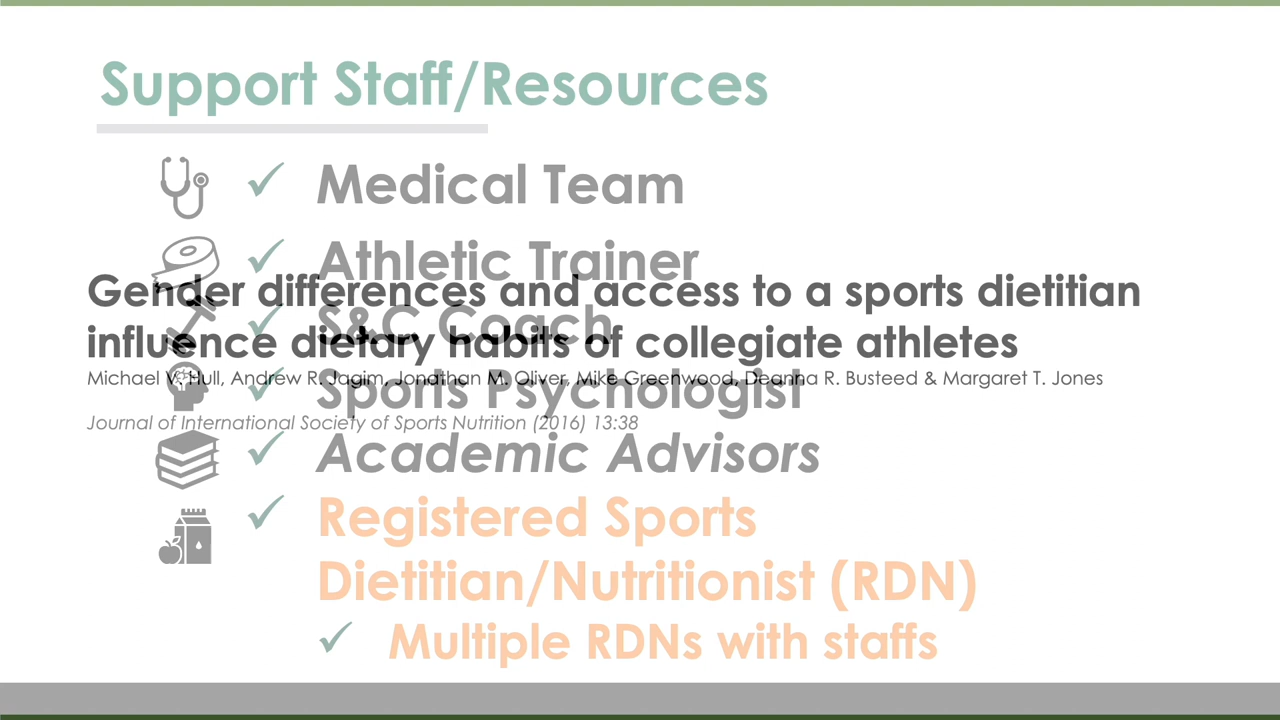 Support Staff/Resources
✓ Medical Team
✓ Athletic Trainer
Gender differences and access to a sports dietitian
✓ S&C Coach
influence dietary habits of collegiate athletes
Michael V. Hull, Andrew R. Jagim, Jonathan M. Oliver, Mike Greenwood, Deanna R. Busteed & Margaret T. Jones
✓ Sports Psychologist
Journal of International Society of Sports Nutrition (2016) 13:38
✓ Academic Advisors
✓ Registered Sports
Dietitian/Nutritionist (RDN)
✓ Multiple RDNs with staffs